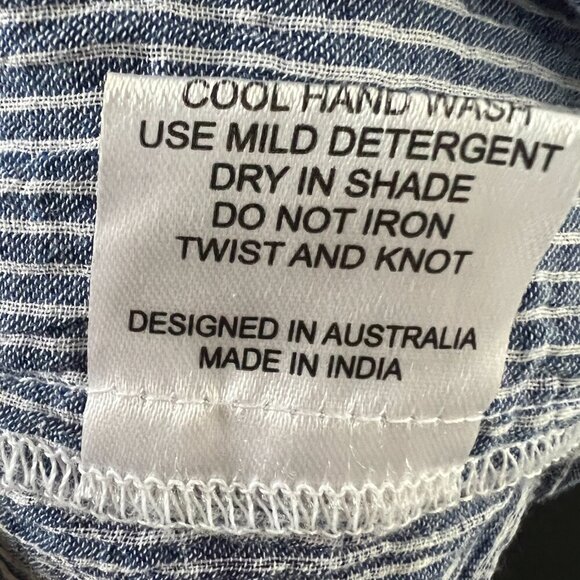 COOL HAND WASH
USE MILD DETERGENT
DRY IN SHADE
DO NOT IRON
TWIST AND KNOT
DESIGNED IN AUSTRALIA
MADE IN INDIA